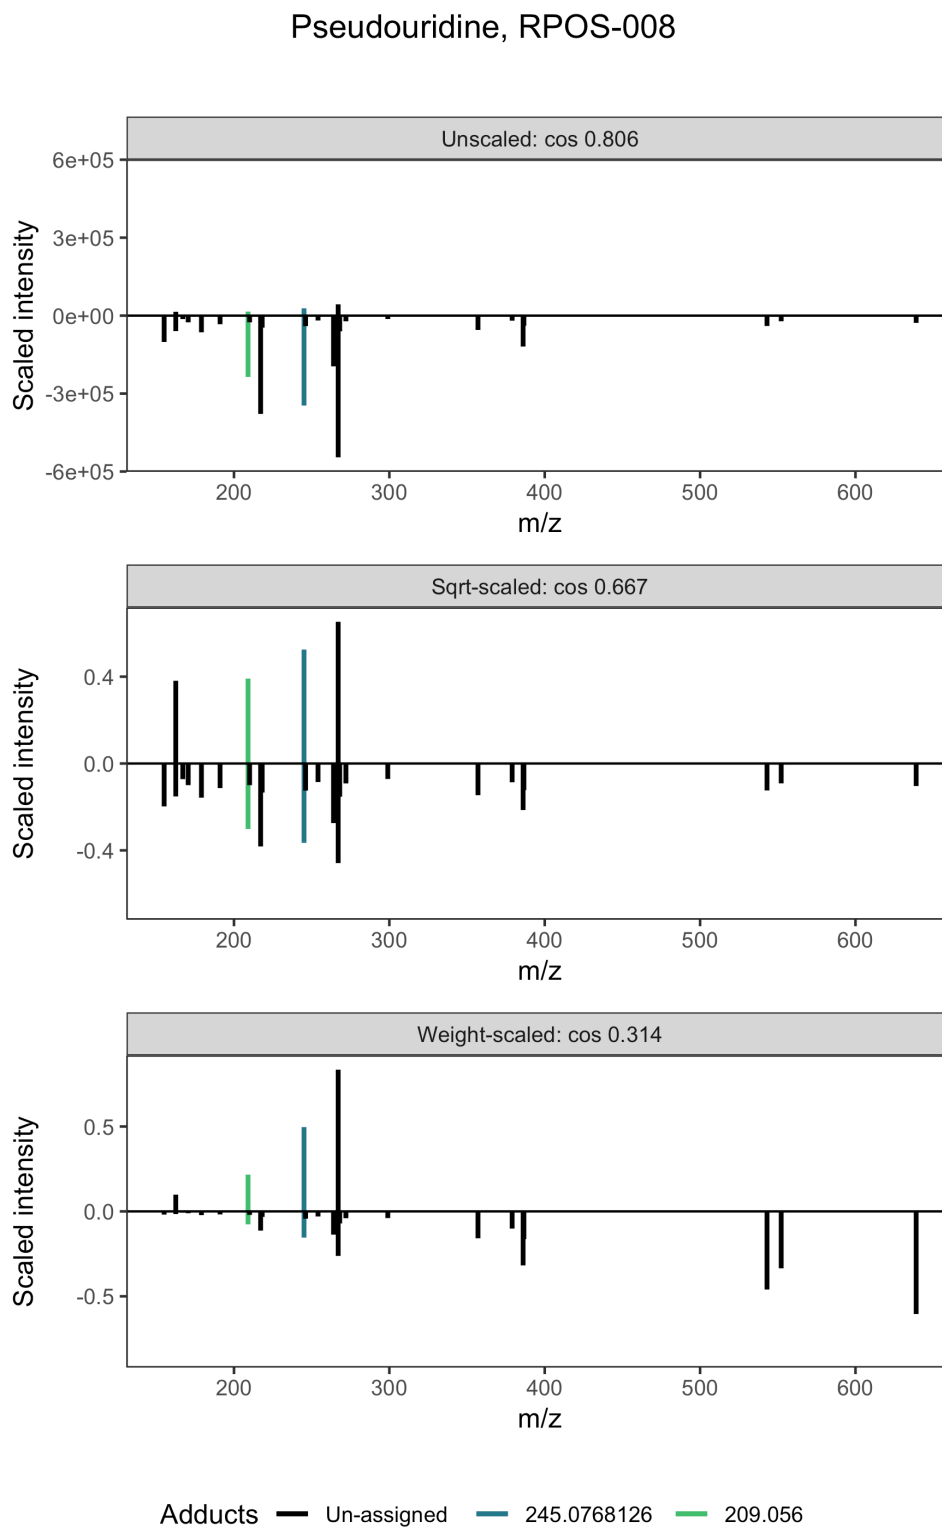 Pseudouridine, RPOS-008
Unscaled: cos 0.806
Scaled intensity
6e+05
3e+05
0e+00
-3e+05
-6e+05
200 300 400 500 600
m/z
Sqrt-scaled: cos 0.667
Scaled intensity
0.4
0.0
-0.4
200 300 400 500 600
m/z
Weight-scaled: cos 0.314
Scaled intensity
0.5
0.0
-0.5
200 300 400 500 600
m/z
Adducts Un-assigned 245.0768126 209.056